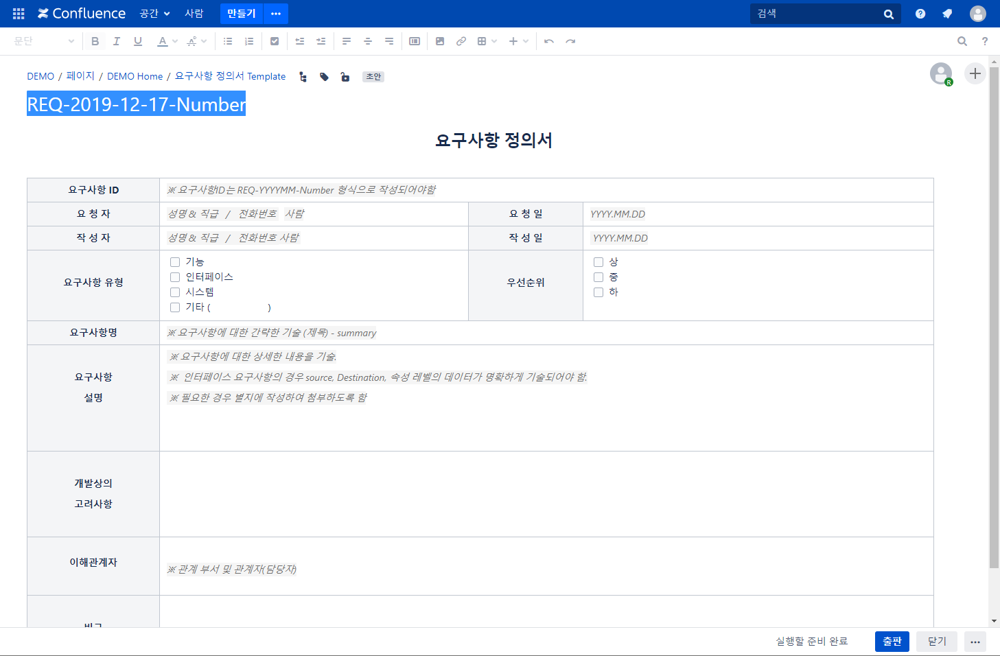 Confluence 공간 사람 만들기 ••• 검색
문단 B I U A
DEMO / 페이지 / DEMO Home / 요구사항 정의서 Template 초안
R
REQ-2019-12-17-Number
요구사항 정의서
요구사항 ID ※ 요구사항ID는 REQ-YYYYMM-Number 형식으로 작성되어야함
요 청 자 성명 & 직급 / 전화번호 사람 요 청 일 YYYY.MM.DD
작 성 자 성명 & 직급 / 전화번호 사람 작 성 일 YYYY.MM.DD
요구사항 유형
기능
인터페이스
시스템
기타 ( )
우선순위
상
중
하
요구사항명 ※ 요구사항에 대한 간략한 기술 (제목) - summary
요구사항
설명
※ 요구사항에 대한 상세한 내용을 기술.
※ 인터페이스 요구사항의 경우 source, Destination, 속성 레벨의 데이터가 명확하게 기술되어야 함.
※ 필요한 경우 별지에 작성하여 첨부하도록 함
개발상의
고려사항
이해관계자 ※ 관계 부서 및 관계자(담당자)
실행할 준비 완료 출판 닫기 •••